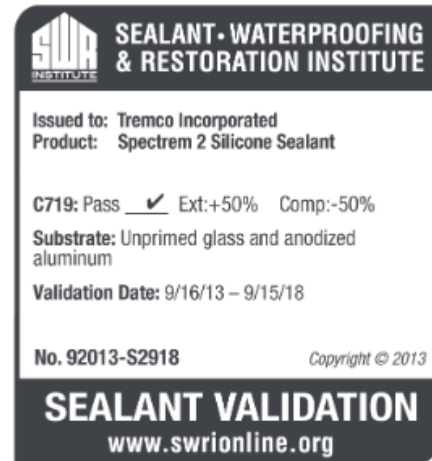 SWR
INSTITUTE
SEALANT • WATERPROOFING
& RESTORATION INSTITUTE
Issued to: Tremco Incorporated
Product: Spectrem 2 Silicone Sealant
C719: Pass ✔ Ext:+50% Comp:-50%
Substrate: Unprimed glass and anodized
aluminum
Validation Date: 9/16/13 – 9/15/18
No. 92013-S2918 Copyright © 2013
SEALANT VALIDATION
www.swrionline.org